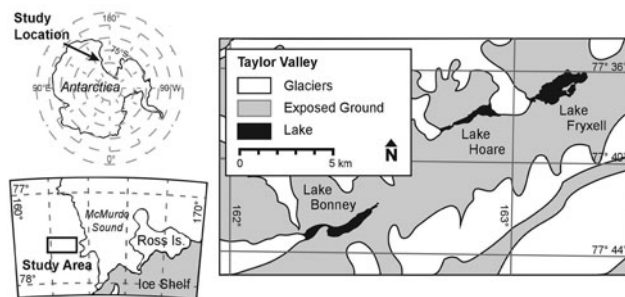 Study
Location
180°
75°S
90°E
Antarctica
90°W
0°
77°
160°
170°
McMurdo
Sound
Ross Is.
Study Area
78°
Ice Shelf
Taylor Valley
Glaciers
Exposed Ground
Lake
0
5 km
N
Lake
Bonney
Lake
Hoare
Lake
Fryxell
77° 36'
77° 40'
77° 44'
162°
163°